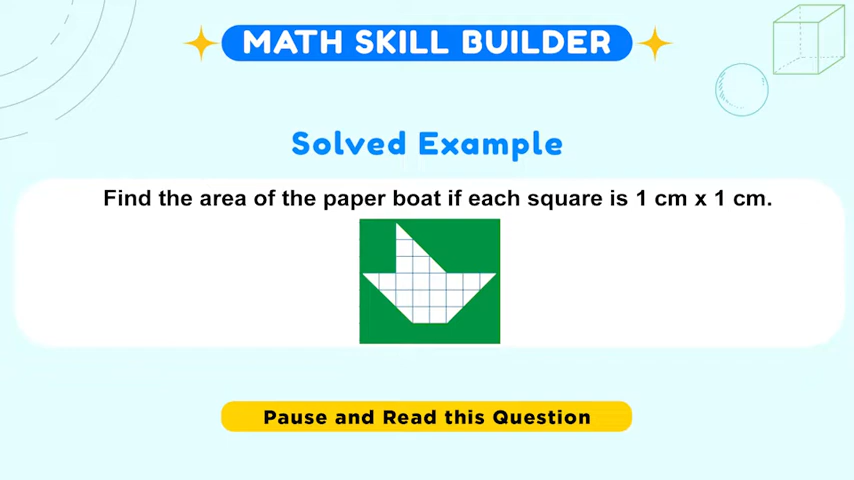 MATH SKILL BUILDER
Solved Example
Find the area of the paper boat if each square is 1 cm x 1 cm.
Pause and Read this Question